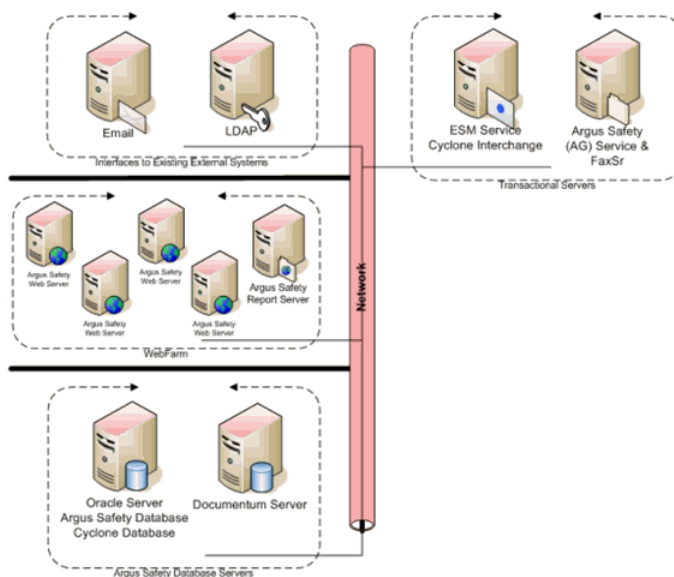 Email
LDAP
Interfaces to Existing External Systems
ESM Service
Cyclone Interchange
Argus Safety
(AG) Service &
FaxSr
Transactional Servers
Network
Argus Safety
Web Server
Argus Safety
Web Server
Argus Safety
Report Server
Argus Safety
Web Server
Argus Safety
Web Server
WebFarm
Oracle Server
Argus Safety Database
Cyclone Database
Documentum Server
Argus Safety Database Servers